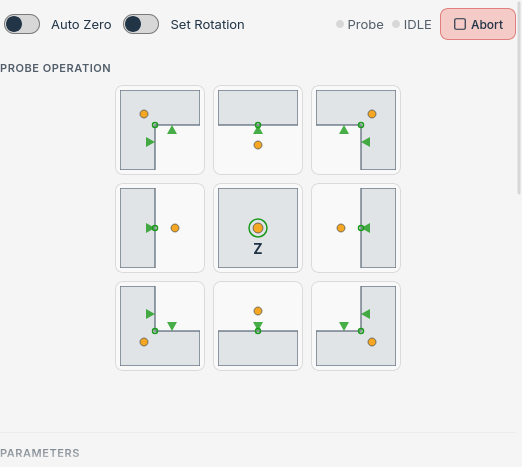 Auto Zero Set Rotation Probe IDLE Abort
PROBE OPERATION
Z
PARAMETERS